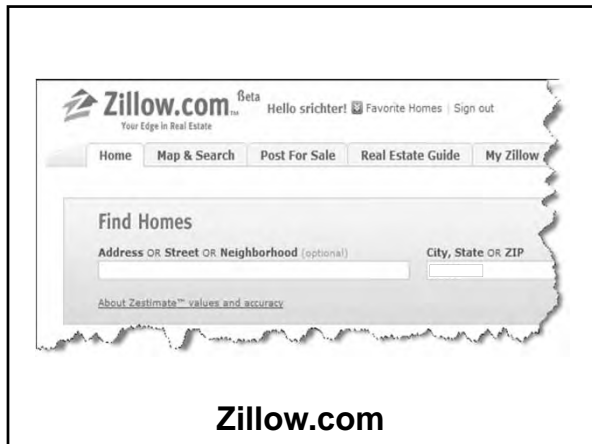 Zillow.com™ Beta
Your Edge in Real Estate
Hello srichter! Favorite Homes | Sign out
Home Map & Search Post For Sale Real Estate Guide My Zillow
Find Homes
Address OR Street OR Neighborhood (optional) City, State OR ZIP
About Zestimate™ values and accuracy
Zillow.com